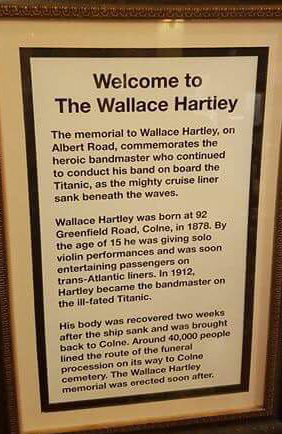 Welcome to
The Wallace Hartley
The memorial to Wallace Hartley, on
Albert Road, commemorates the
heroic bandmaster who continued
to conduct his band on board the
Titanic, as the mighty cruise liner
sank beneath the waves.
Wallace Hartley was born at 92
Greenfield Road, Colne, in 1878. By
the age of 15 he was giving solo
violin performances and was soon
entertaining passengers on
trans-Atlantic liners. In 1912,
Hartley became the bandmaster on
the ill-fated Titanic.
His body was recovered two weeks
after the ship sank and was brought
back to Colne. Around 40,000 people
lined the route of the funeral
procession on its way to Colne
cemetery. The Wallace Hartley
memorial was erected soon after.